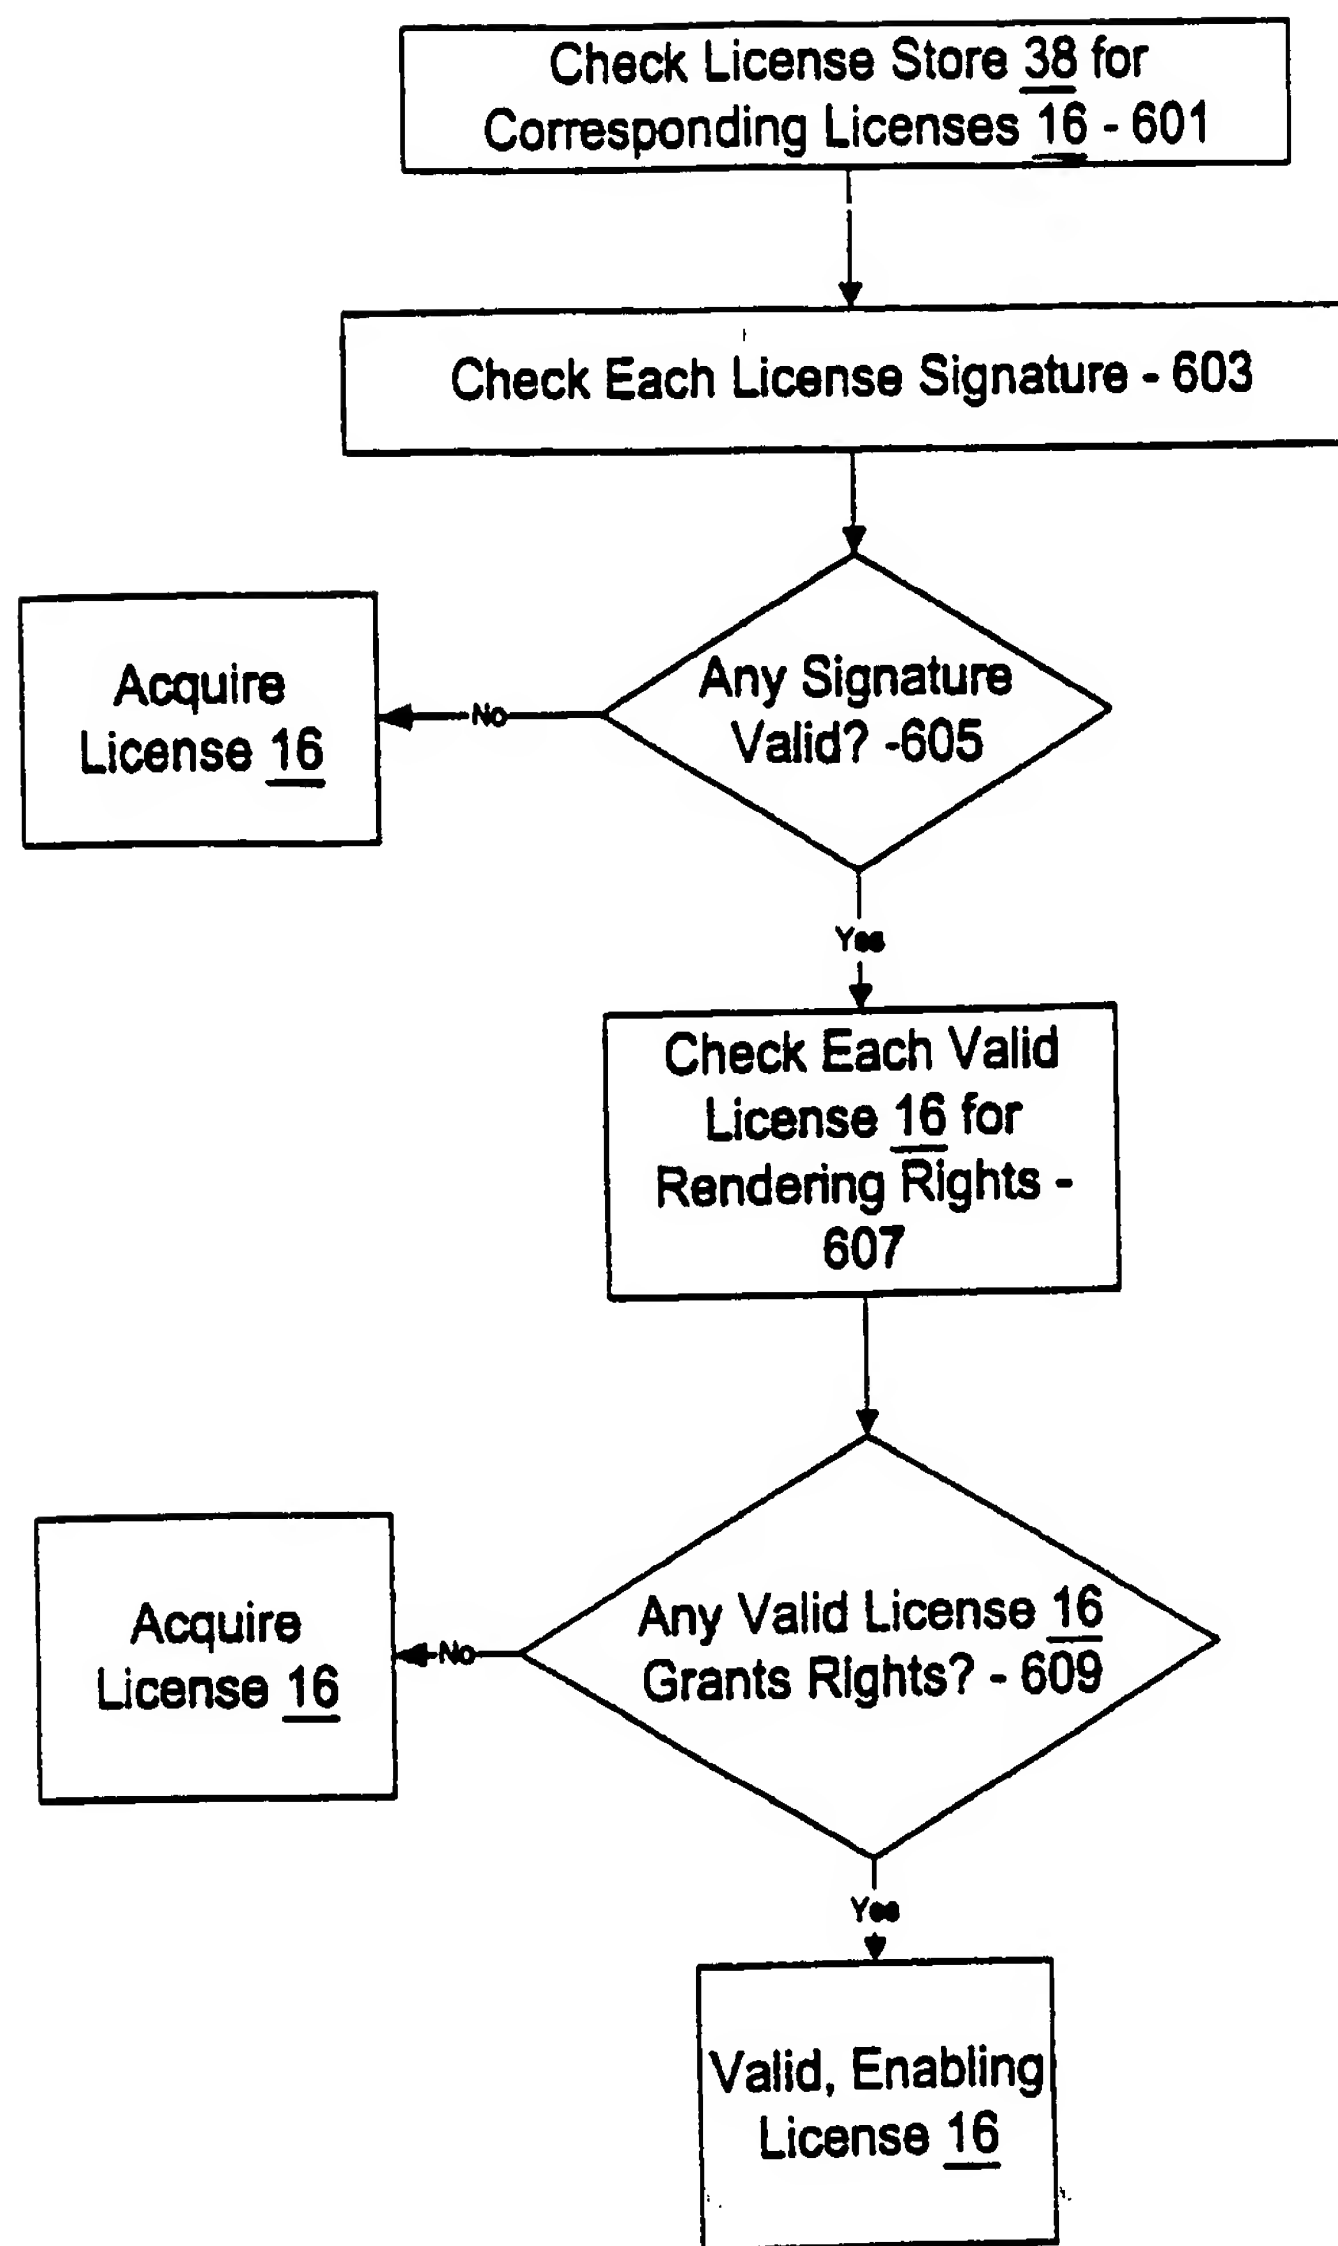 Check License Store 38 for
Corresponding Licenses 16 - 601
Check Each License Signature - 603
Any Signature
Valid? -605
Acquire
License 16
No
Yes
Check Each Valid
License 16 for
Rendering Rights -
607
Any Valid License 16
Grants Rights? - 609
Acquire
License 16
No
Yes
Valid, Enabling
License 16